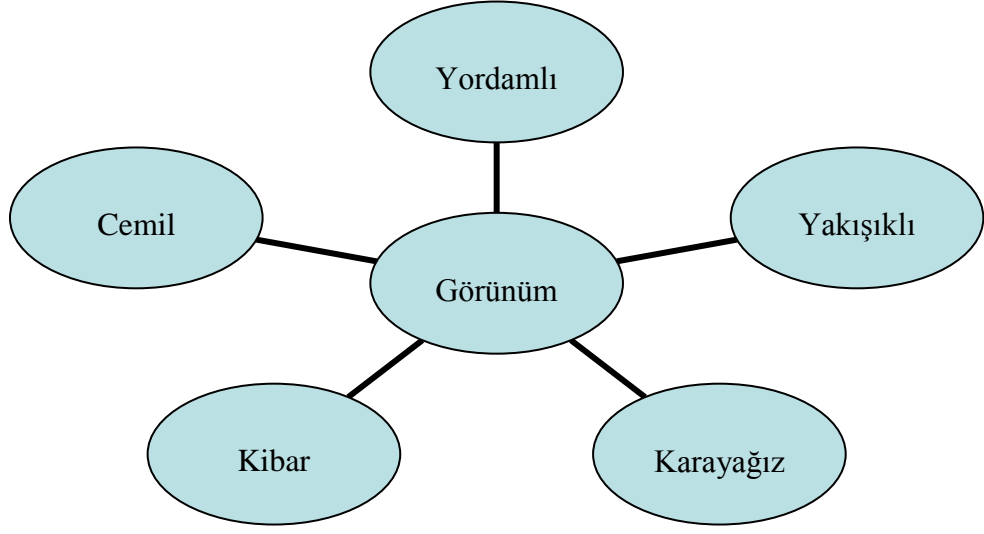 Yordamlı
Cemil
Yakışıklı
Görünüm
Kibar
Karayağız